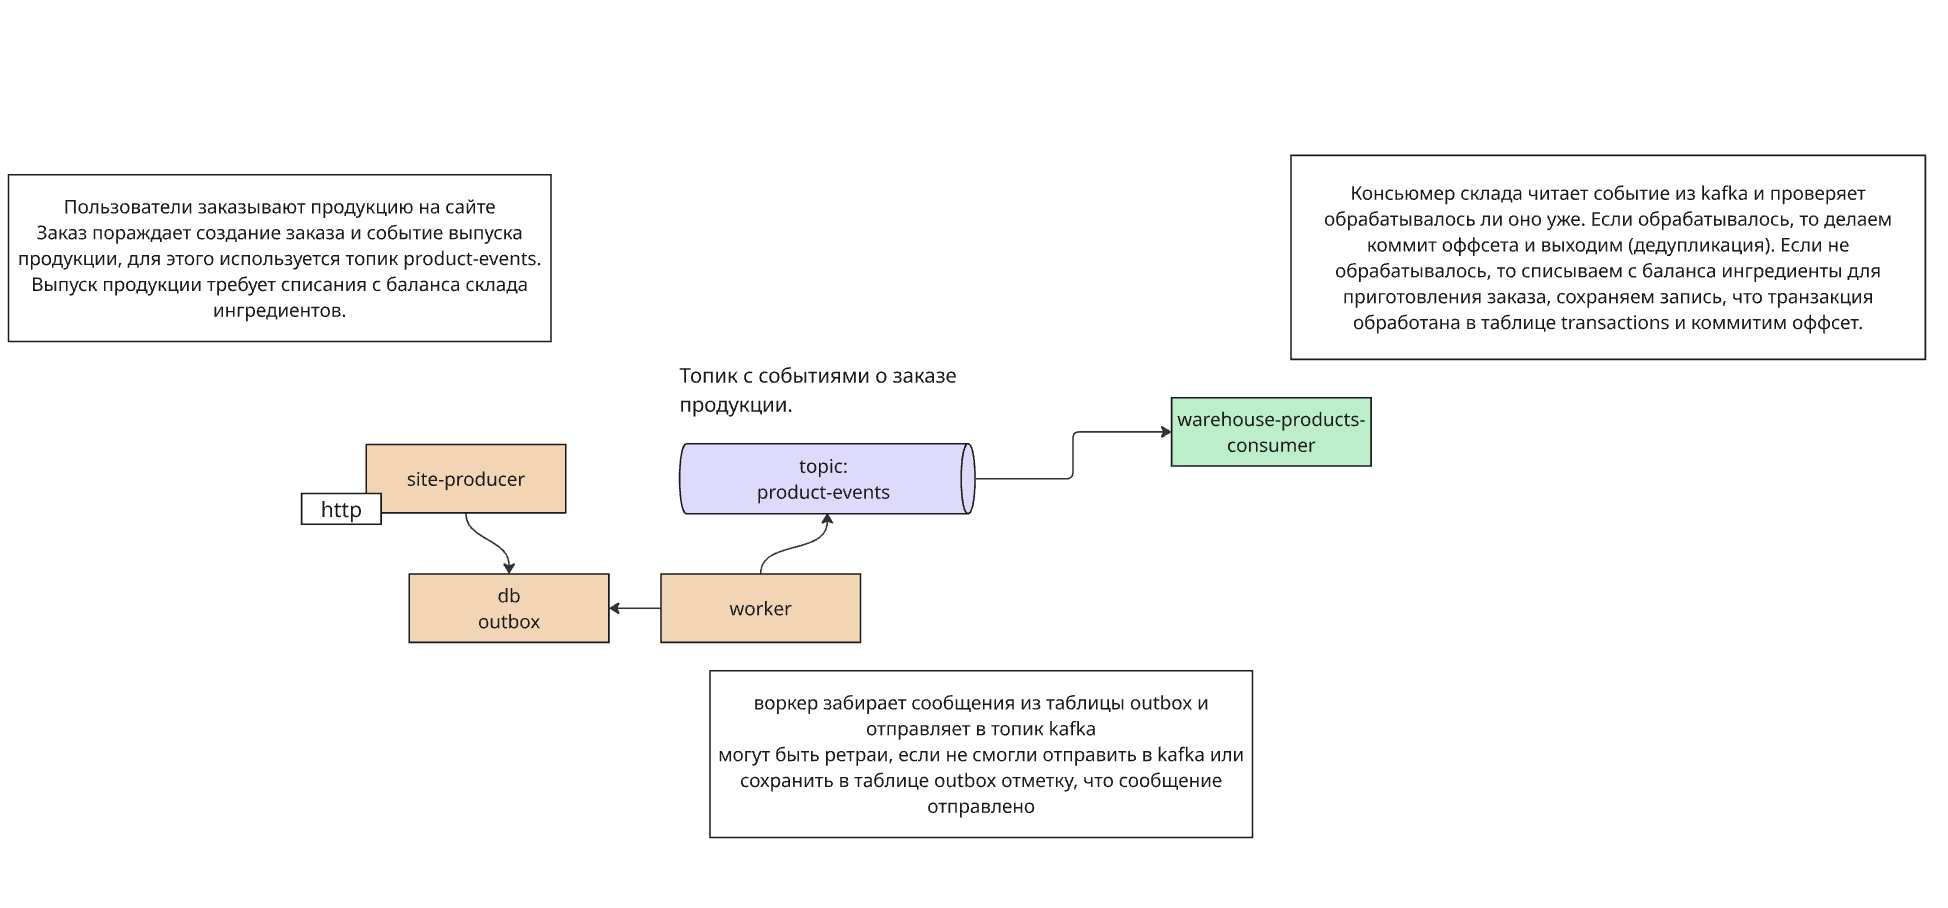 Пользователи заказывают продукцию на сайте
Заказ пораждает создание заказа и событие выпуска
продукции, для этого используется топик product-events.
Выпуск продукции требует списания с баланса склада
ингредиентов.
Консьюмер склада читает событие из kafka и проверяет
обрабатывалось ли оно уже. Если обрабатывалось, то делаем
коммит оффсета и выходим (дедупликация). Если не
обрабатывалось, то списываем с баланса ингредиенты для
приготовления заказа, сохраняем запись, что транзакция
обработана в таблице transactions и коммитим оффсет.
Топик с событиями о заказе
продукции.
warehouse-products-
consumer
site-producer
http
topic:
product-events
db
outbox
worker
воркер забирает сообщения из таблицы outbox и
отправляет в топик kafka
могут быть ретраи, если не смогли отправить в kafka или
сохранить в таблице outbox отметку, что сообщение
отправлено